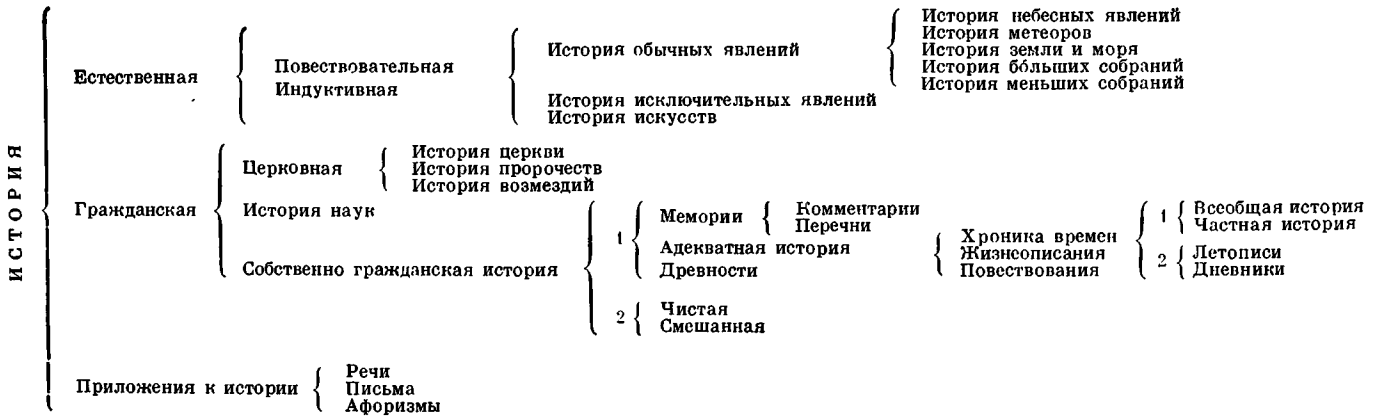 ИСТОРИЯ
Естественная
Повествовательная
Индуктивная
История обычных явлений
История небесных явлений
История метеоров
История земли и моря
История бо́льших собраний
История меньших собраний
История исключительных явлений
История искусств
Гражданская
Церковная
История церкви
История пророчеств
История возмездий
История наук
Собственно гражданская история
1
Мемории
Комментарии
Перечни
Адекватная история
Древности
Хроника времен
Жизнеописания
Повествования
1
Всеобщая история
Частная история
2
Летописи
Дневники
2
Чистая
Смешанная
Приложения к истории
Речи
Письма
Афоризмы